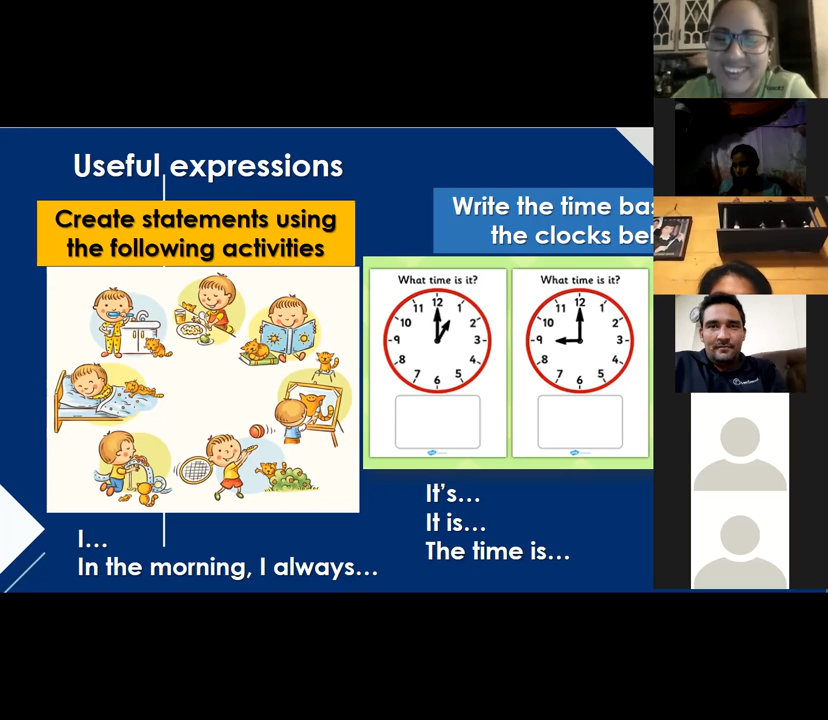 Useful expressions
Create statements using
the following activities
I...
In the morning, I always...
Write the time bas
the clocks bel
What time is it?
12
11 1
10 2
9 3
8 4
7 5
6
What time is it?
12
11 1
10 2
9 3
8 4
7 5
6
It's...
It is...
The time is...